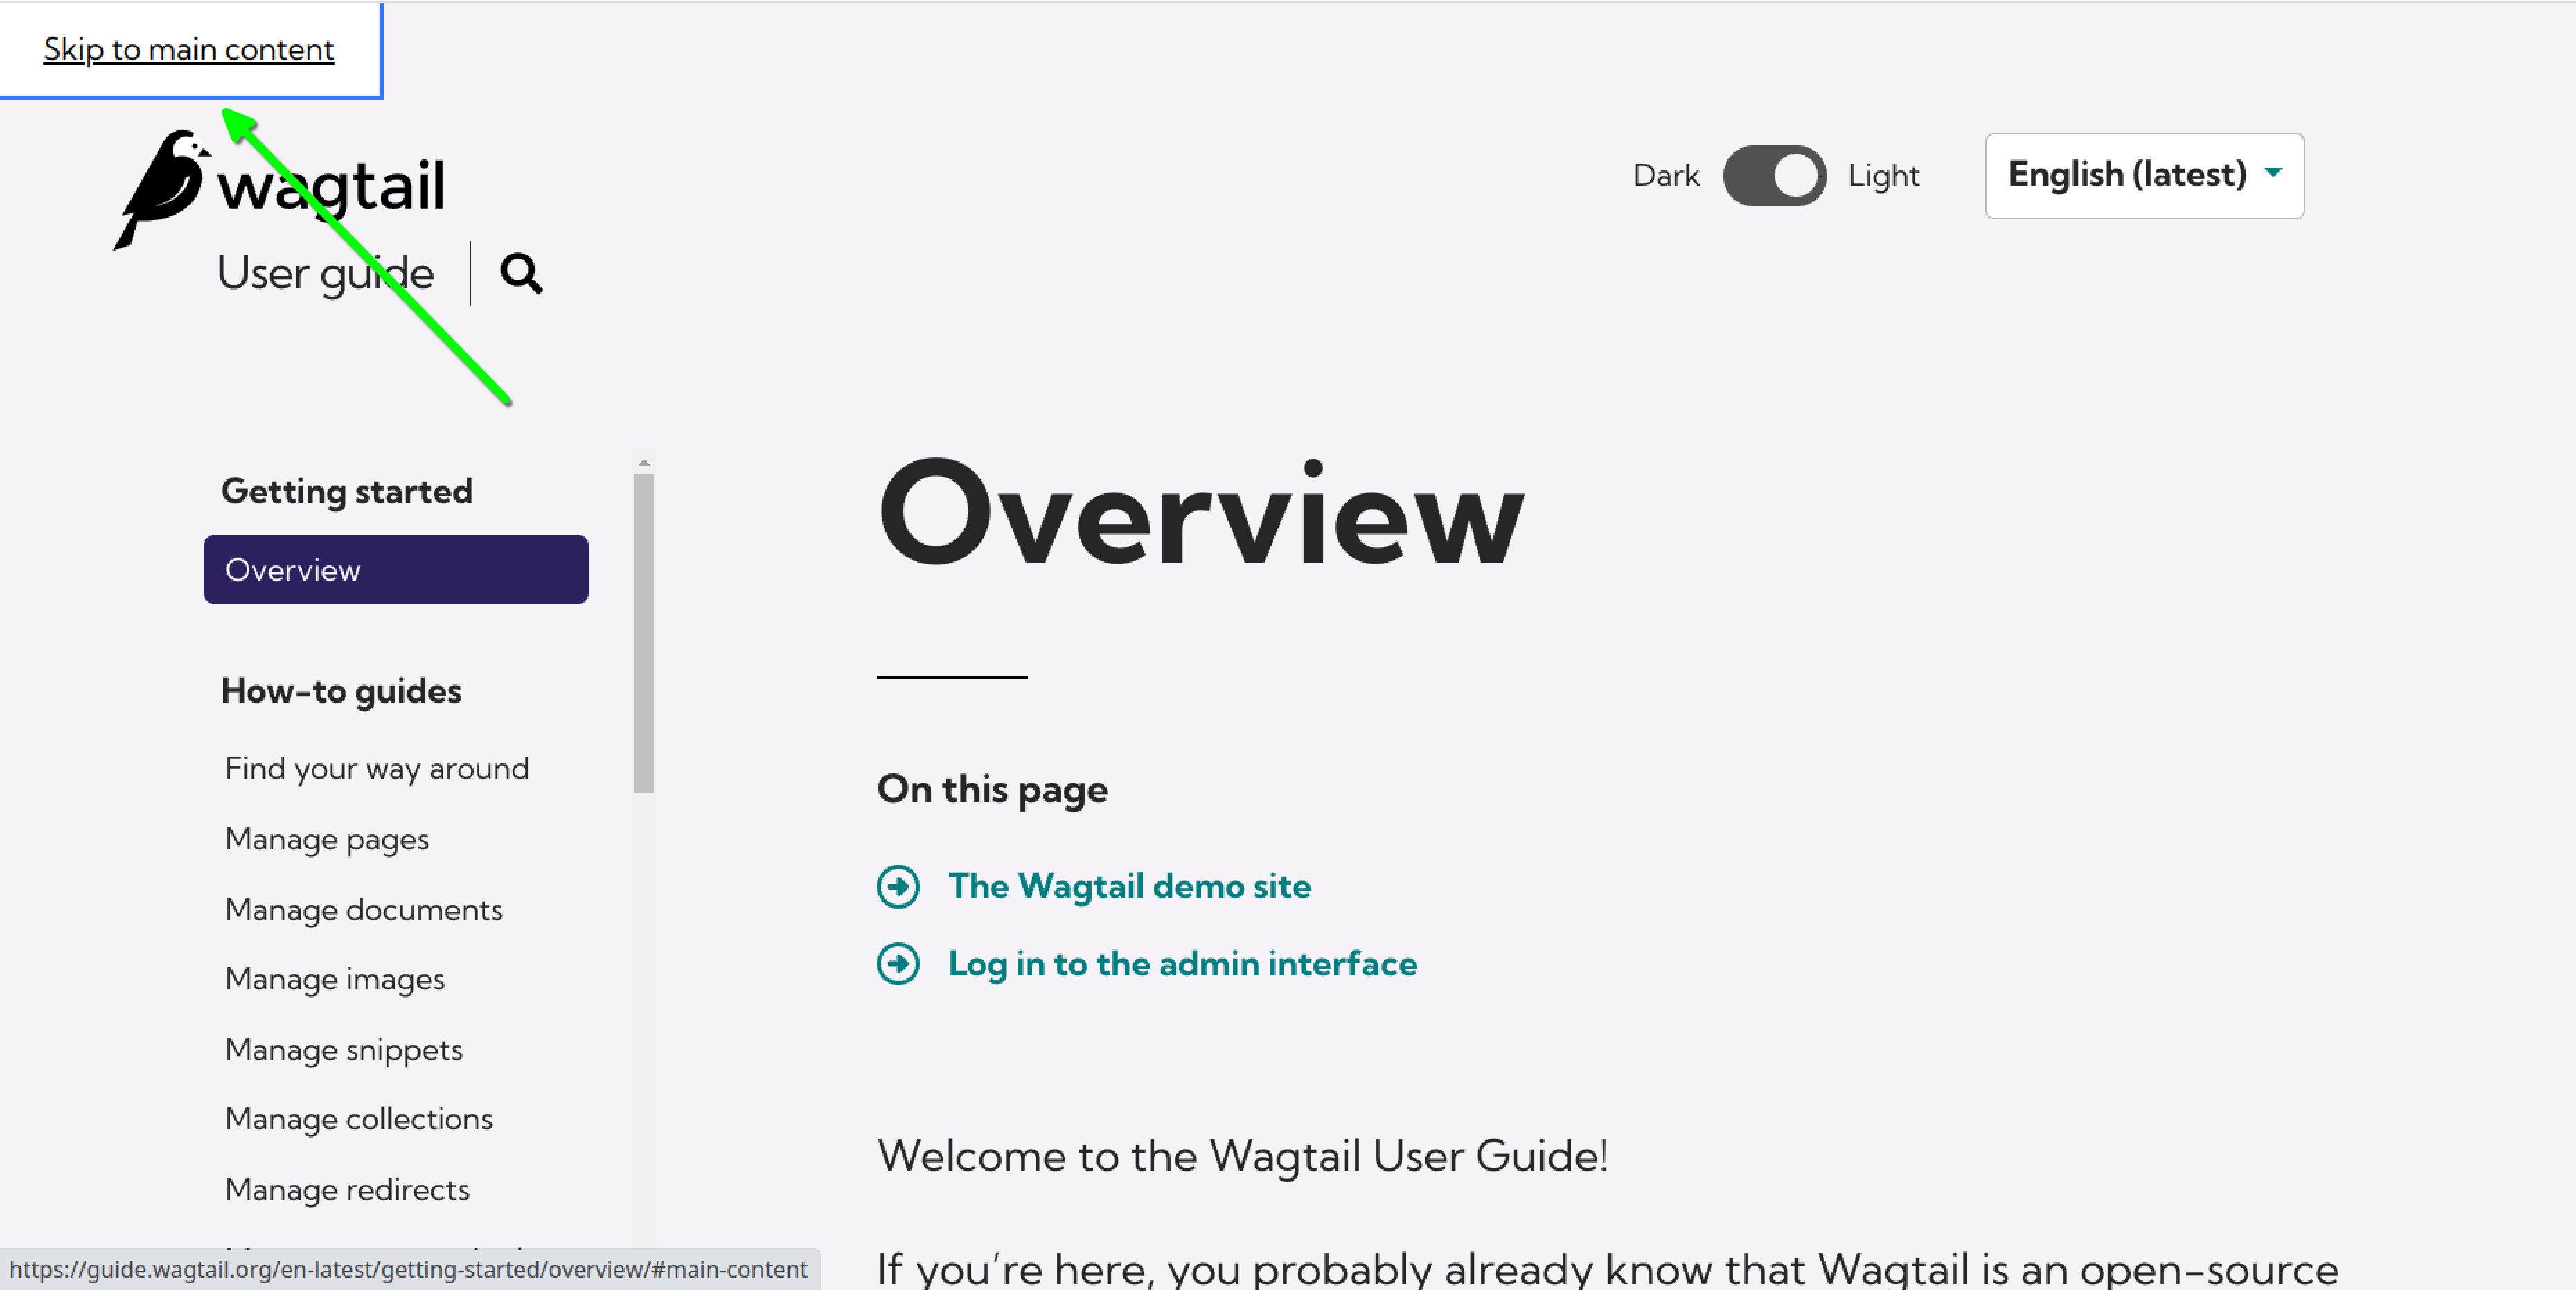 Skip to main content
wagtail
User guide
Dark
Light
English (latest)
Getting started
Overview
How-to guides
Find your way around
Manage pages
Manage documents
Manage images
Manage snippets
Manage collections
Manage redirects
Overview
On this page
The Wagtail demo site
Log in to the admin interface
Welcome to the Wagtail User Guide!
If you’re here, you probably already know that Wagtail is an open-source
https://guide.wagtail.org/en-latest/getting-started/overview/#main-content